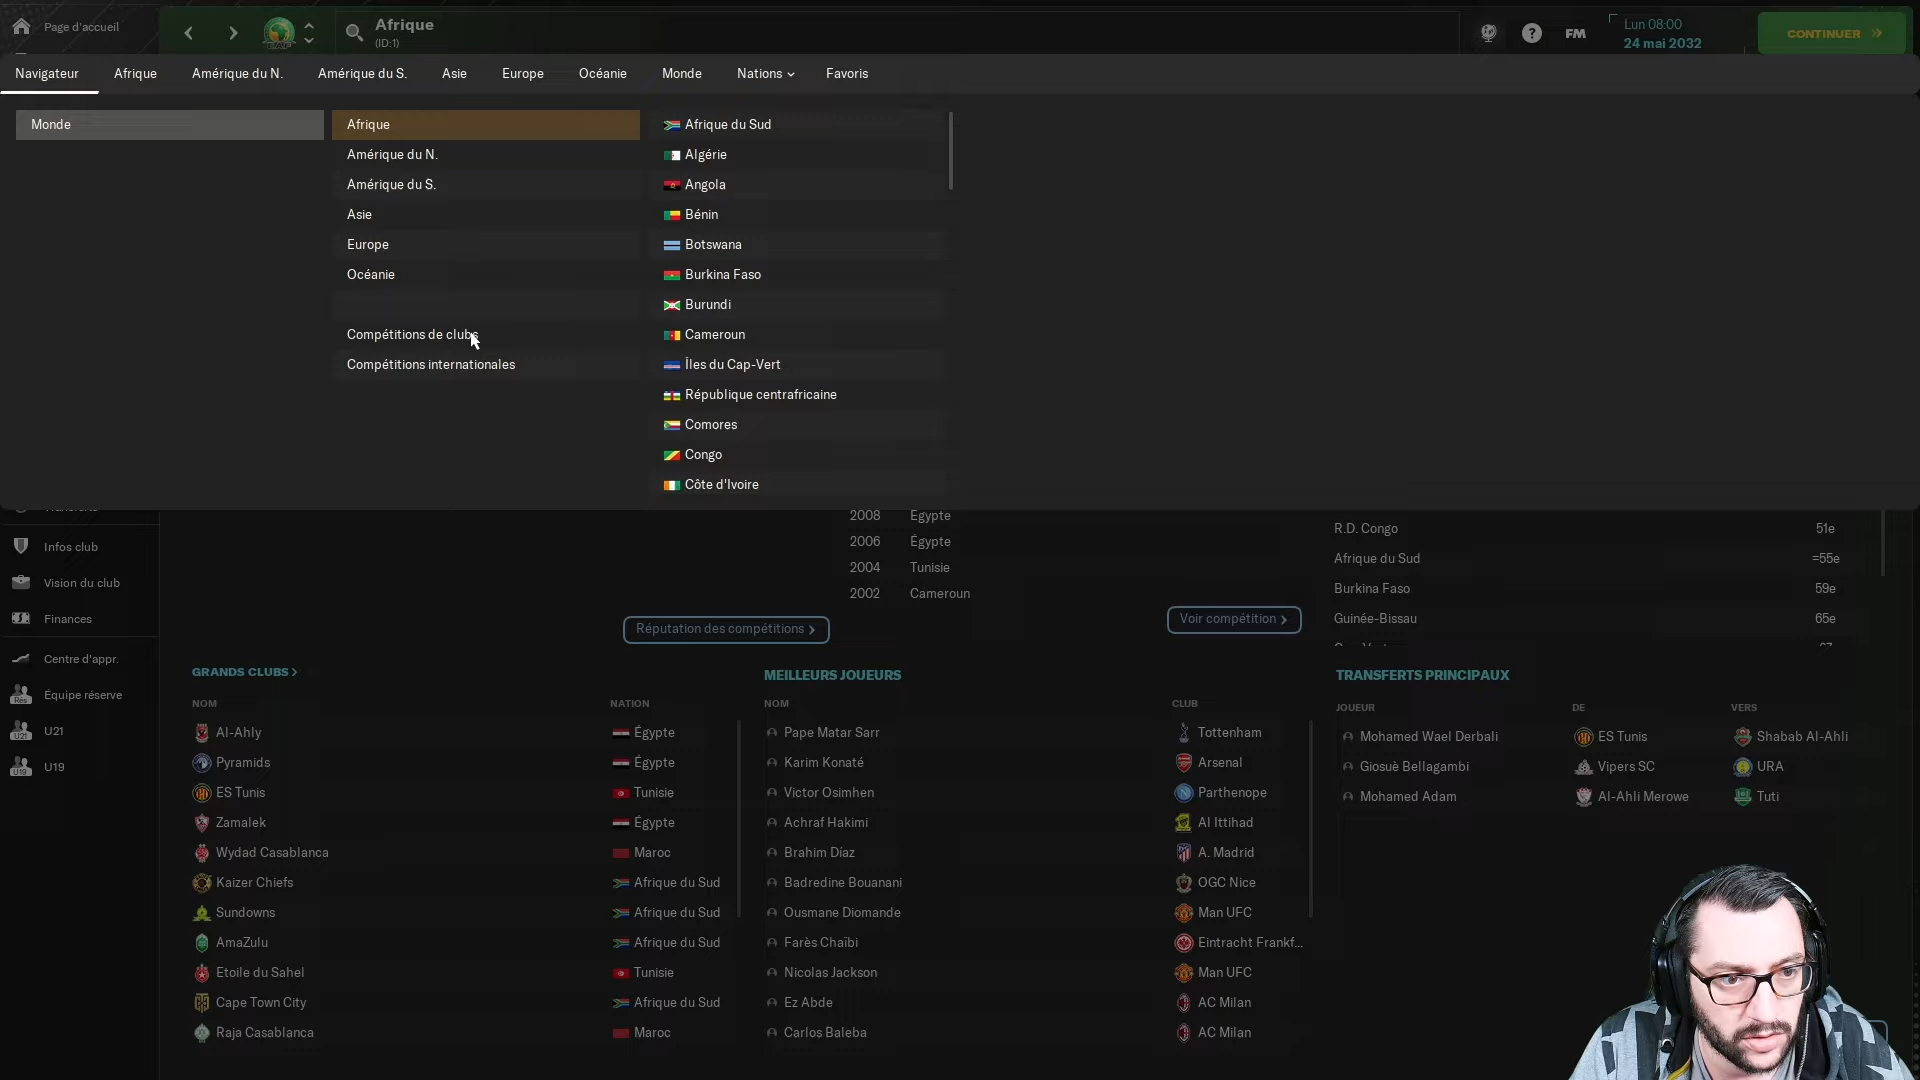 Page d'accueil
Afrique
(ID:1)
FM
Lun 08:00
24 mai 2032
CONTINUER
Navigateur
Afrique
Amérique du N.
Amérique du S.
Asie
Europe
Océanie
Monde
Nations
Favoris
Monde
Afrique
Amérique du N.
Amérique du S.
Asie
Europe
Océanie
Compétitions de clubs
Compétitions internationales
Afrique du Sud
Algérie
Angola
Bénin
Botswana
Burkina Faso
Burundi
Cameroun
Îles du Cap-Vert
République centrafricaine
Comores
Congo
Côte d'Ivoire
Infos club
Vision du club
Finances
Centre d'appr.
Équipe réserve
U21
U19
2008 Égypte
2006 Égypte
2004 Tunisie
2002 Cameroun
Réputation des compétitions
Voir compétition
R.D. Congo 51e
Afrique du Sud =55e
Burkina Faso 59e
Guinée-Bissau 65e
GRANDS CLUBS
NOM NATION
Al-Ahly Égypte
Pyramids Égypte
ES Tunis Tunisie
Zamalek Égypte
Wydad Casablanca Maroc
Kaizer Chiefs Afrique du Sud
Sundowns Afrique du Sud
AmaZulu Afrique du Sud
Etoile du Sahel Tunisie
Cape Town City Afrique du Sud
Raja Casablanca Maroc
MEILLEURS JOUEURS
NOM CLUB
Pape Matar Sarr Tottenham
Karim Konaté Arsenal
Victor Osimhen Parthenope
Achraf Hakimi Al Ittihad
Brahim Díaz A. Madrid
Badredine Bouanani OGC Nice
Ousmane Diomande Man UFC
Farès Chaïbi Eintracht Frankf...
Nicolas Jackson Man UFC
Ez Abde AC Milan
Carlos Baleba AC Milan
TRANSFERTS PRINCIPAUX
JOUEUR DE VERS
Mohamed Wael Derbali ES Tunis Shabab Al-Ahli
Giosuè Bellagambi Vipers SC URA
Mohamed Adam Al-Ahli Merowe Tuti